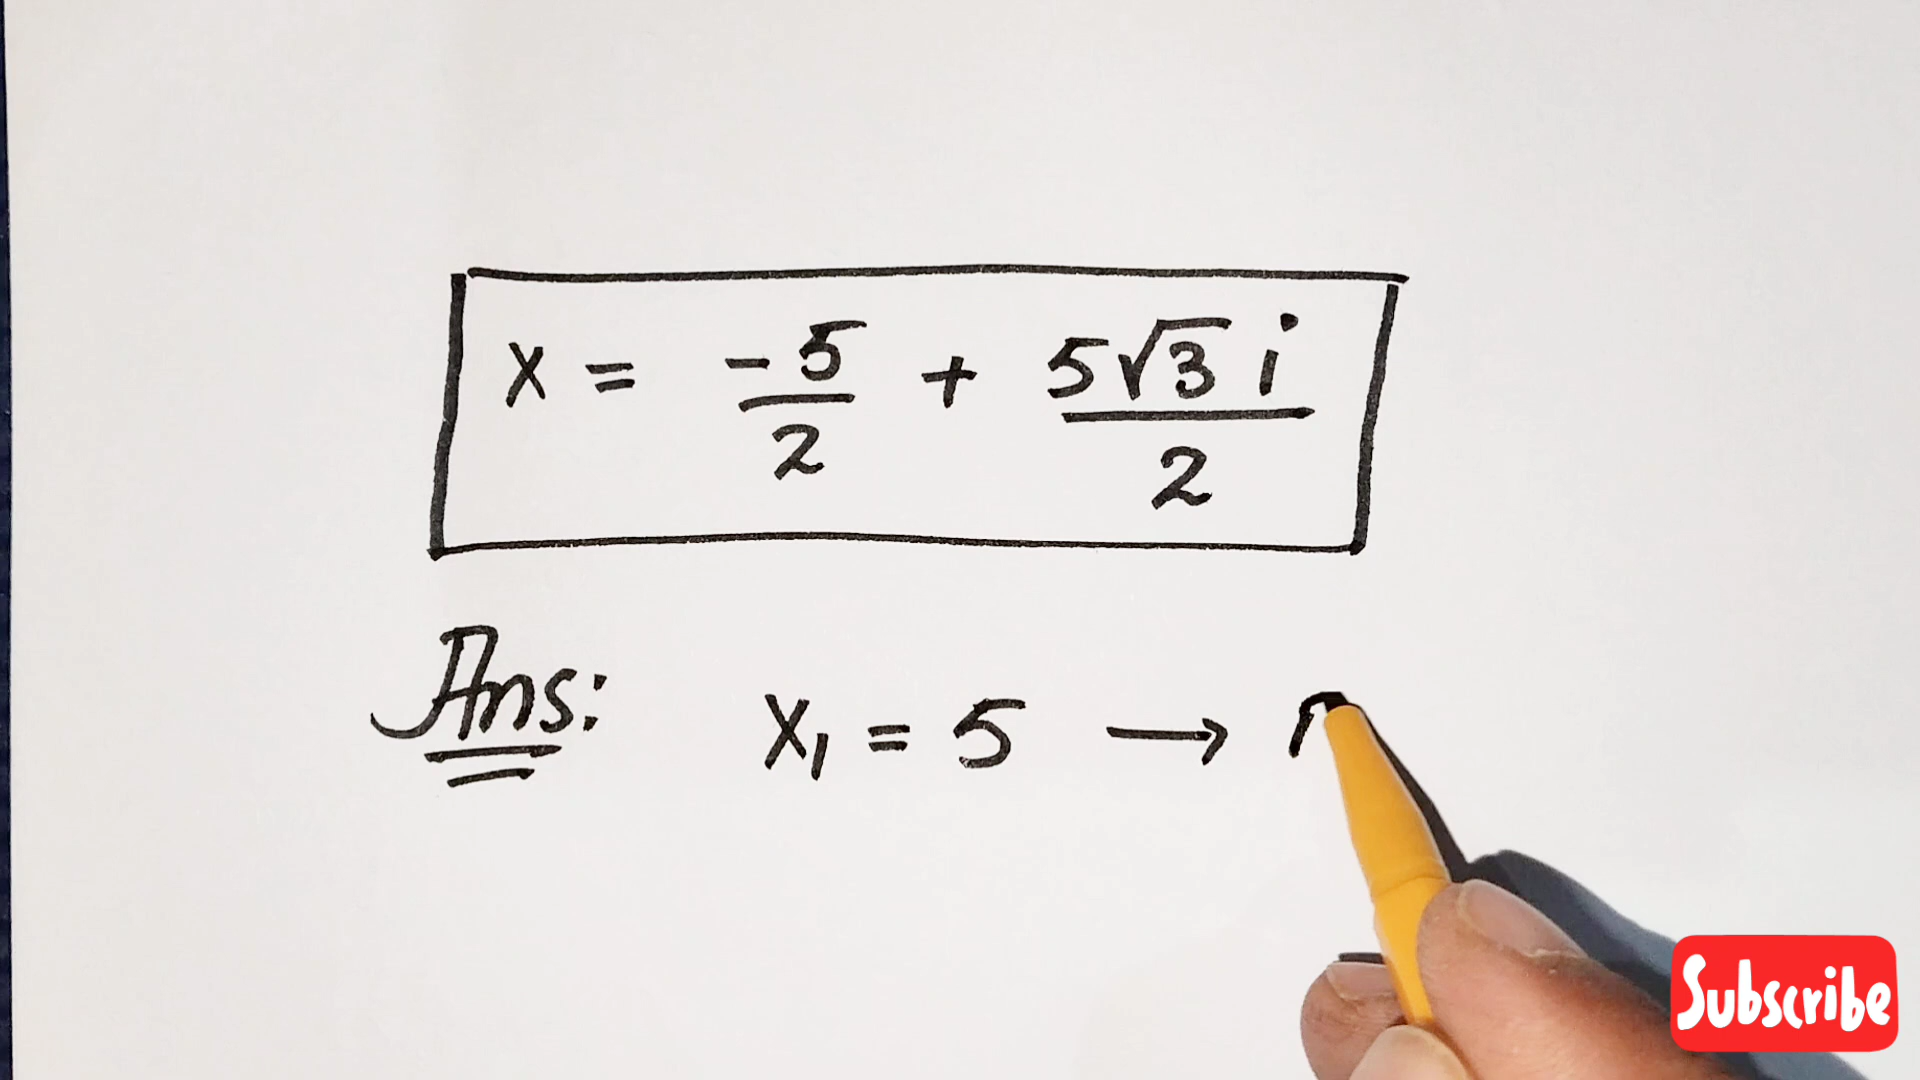 x = -5/2 + 5√3 i/2
Ans: x₁ = 5 →
Subscribe